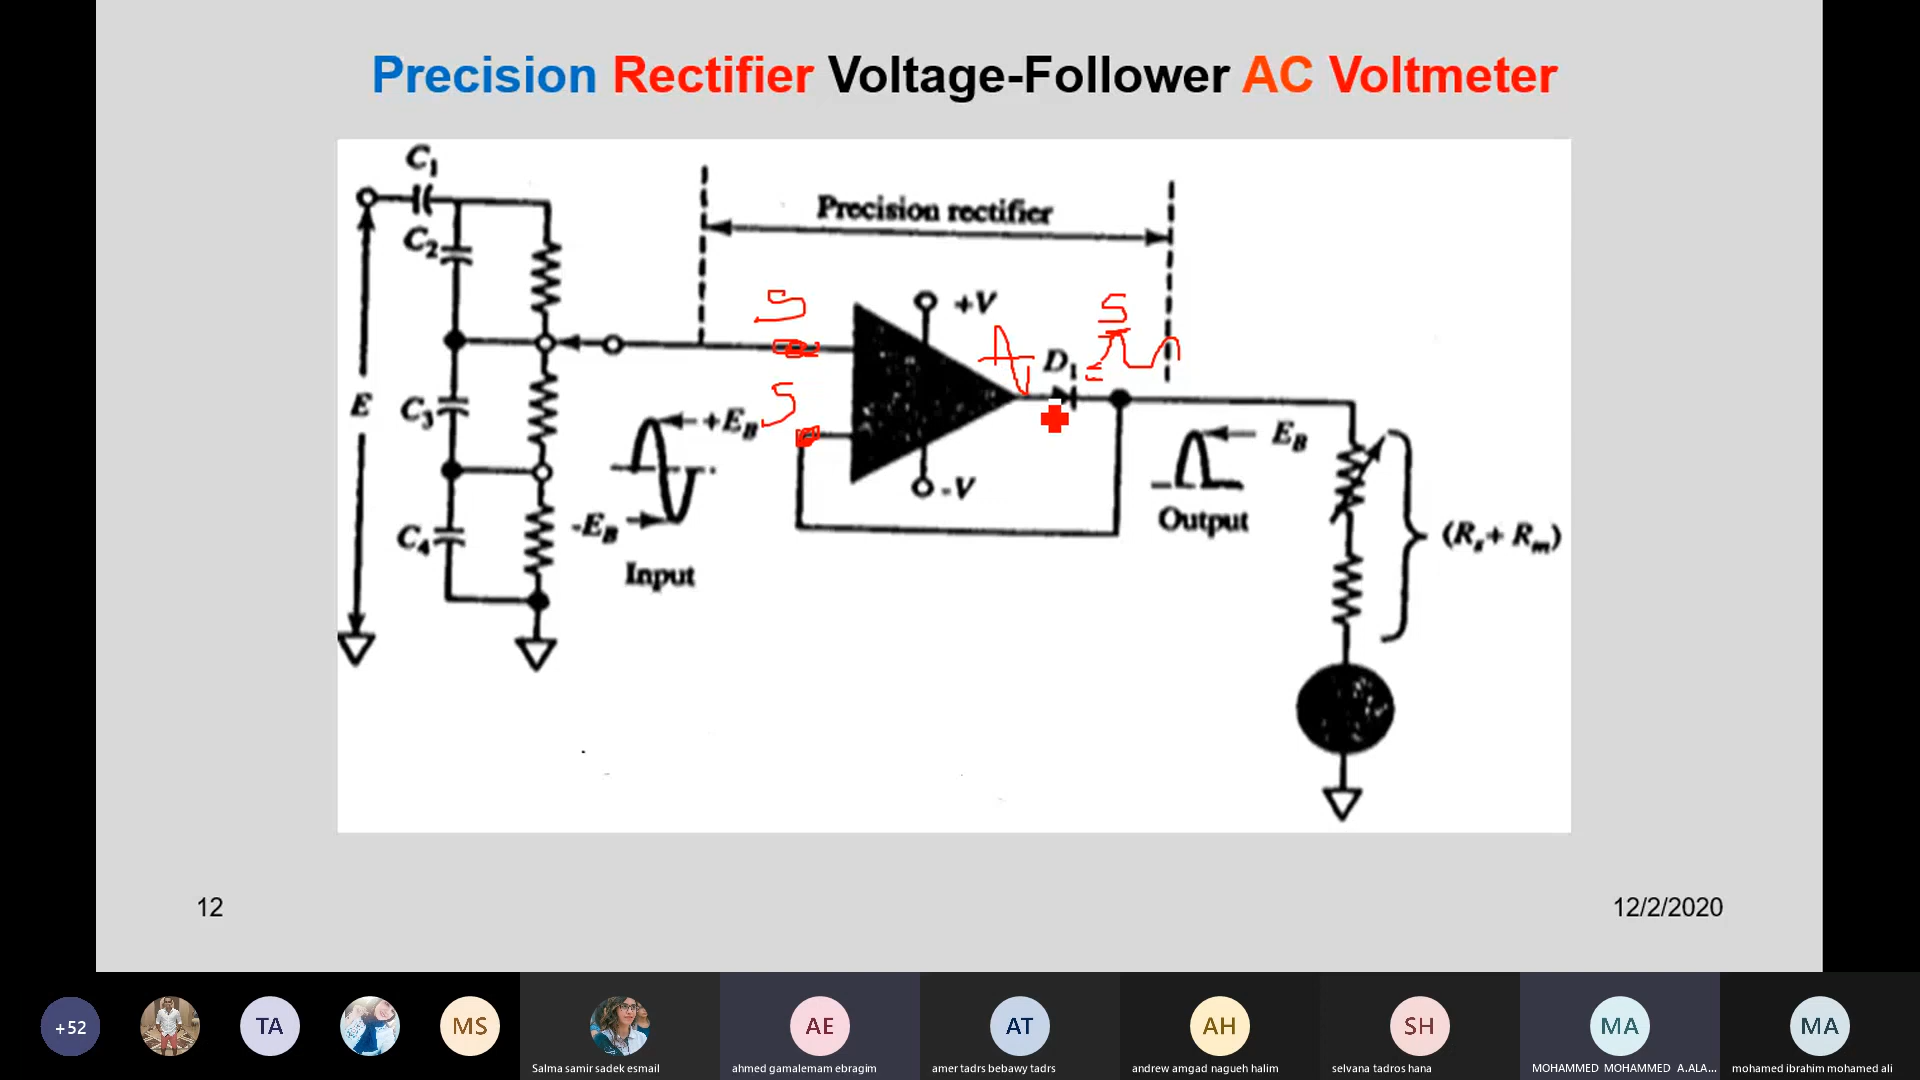 Precision Rectifier Voltage-Follower AC Voltmeter
C1
Precision rectifier
C2
5
+V
5
D1
E
C3
5
+EB
EB
-V
C4
-EB
Output
(Rs + Rm)
Input
12
12/2/2020
+52
TA
MS
AE
AT
AH
SH
MA
MA
Salma samir sadek esmail
ahmed gamalemam ebragim
amer tadrs bebawy tadrs
andrew amgad nagueh halim
selvana tadros hana
MOHAMMED MOHAMMED A.ALA...
mohamed ibrahim mohamed ali